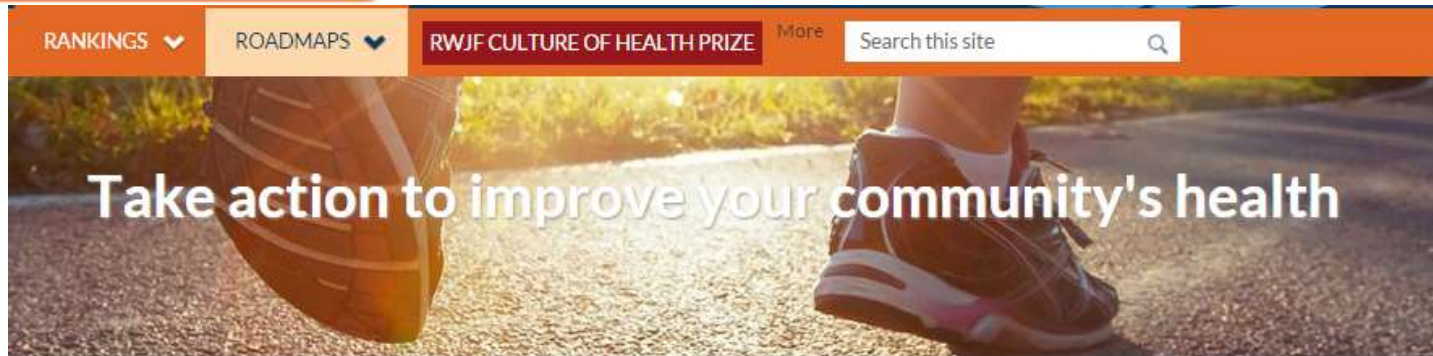 RANKINGS ROADMAPS RWJF CULTURE OF HEALTH PRIZE More Search this site
Take action to improve your community's health